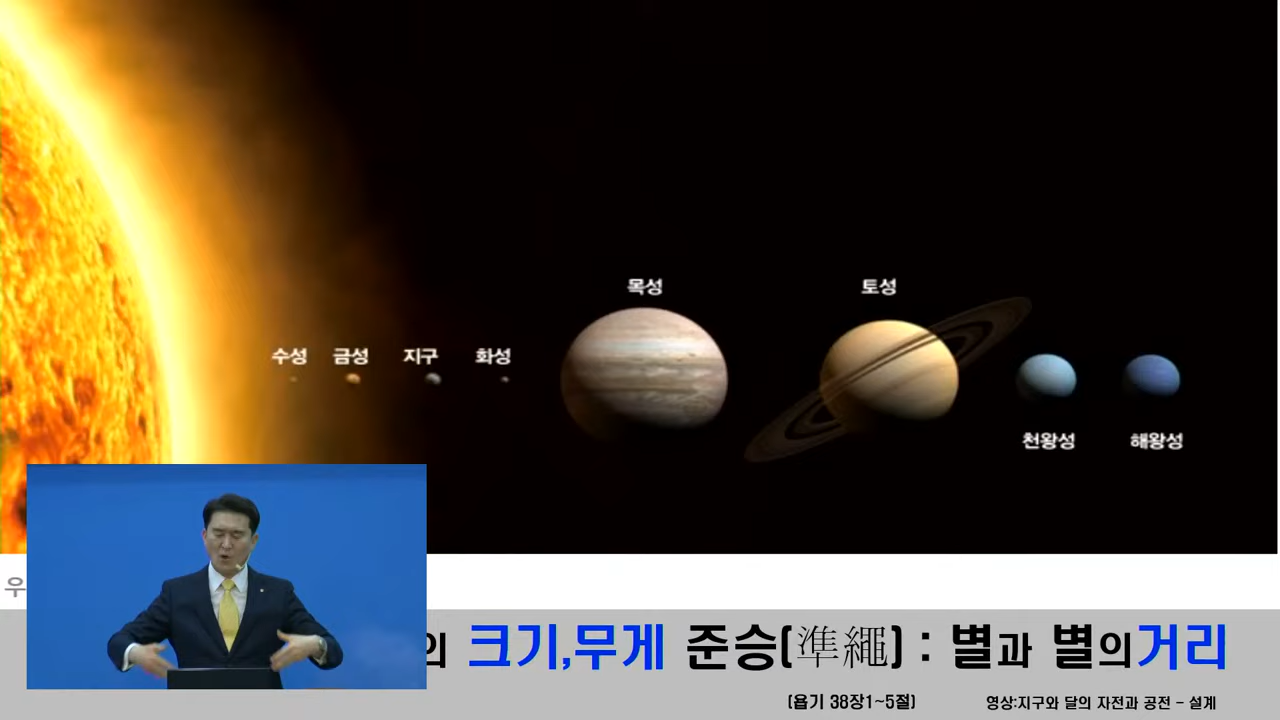 목성
토성
수성 금성 지구 화성
천왕성 해왕성
우
의 크기,무게 준승(準繩) : 별과 별의거리
(욥기 38장1~5절) 영상:지구와 달의 자전과 공전 - 설계